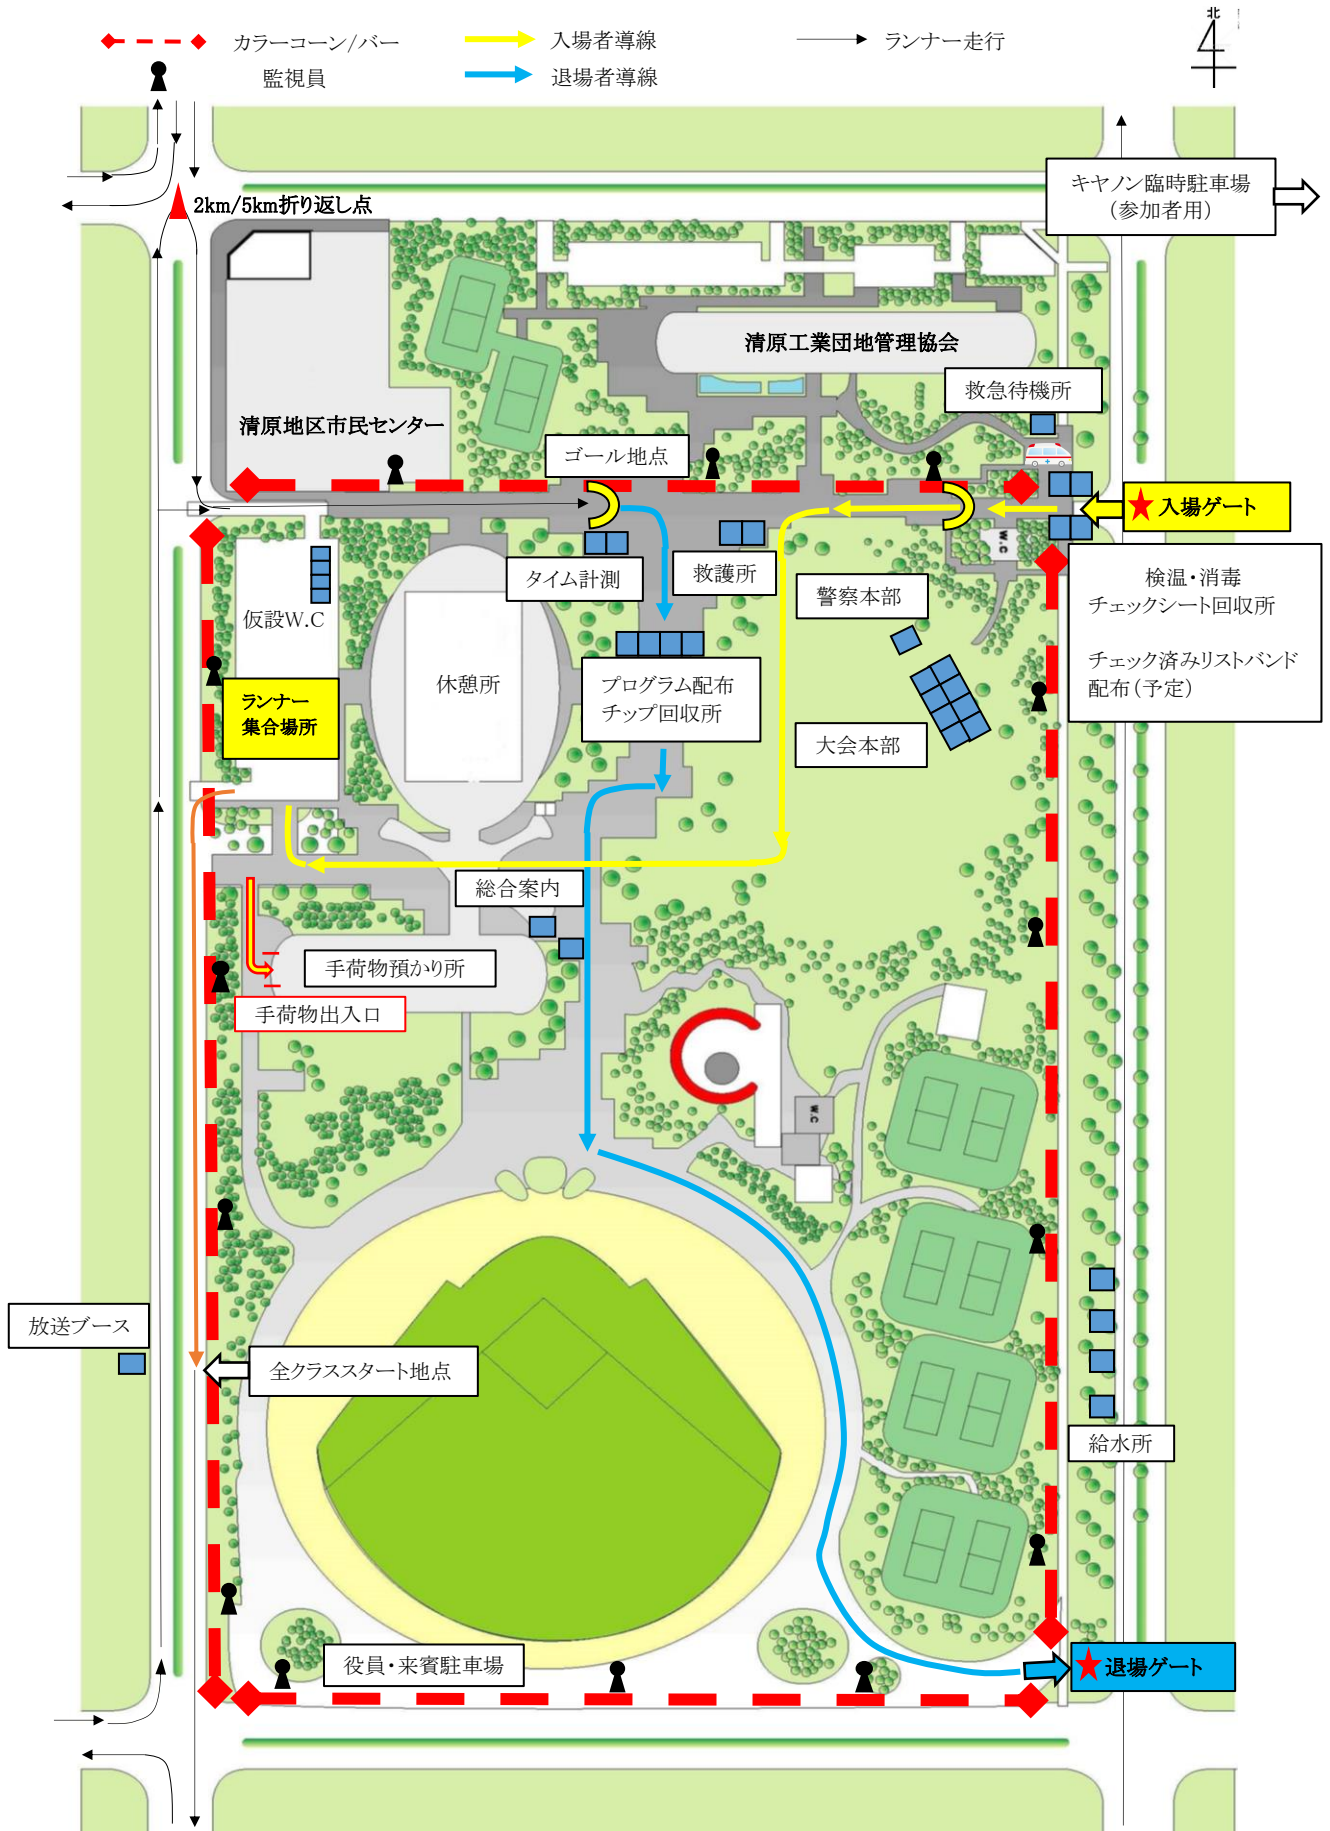 北
カラーコーン/バー
入場者導線
ランナー走行
監視員
退場者導線
キヤノン臨時駐車場
(参加者用)
2km/5km折り返し点
清原工業団地管理協会
救急待機所
清原地区市民センター
ゴール地点
入場ゲート
W.C
タイム計測
救護所
検温・消毒
チェックシート回収所
チェック済みリストバンド
配布(予定)
警察本部
仮設W.C
休憩所
プログラム配布
チップ回収所
ランナー
集合場所
大会本部
総合案内
手荷物預かり所
手荷物出入口
W.C
放送ブース
全クラススタート地点
給水所
役員・来賓駐車場
退場ゲート